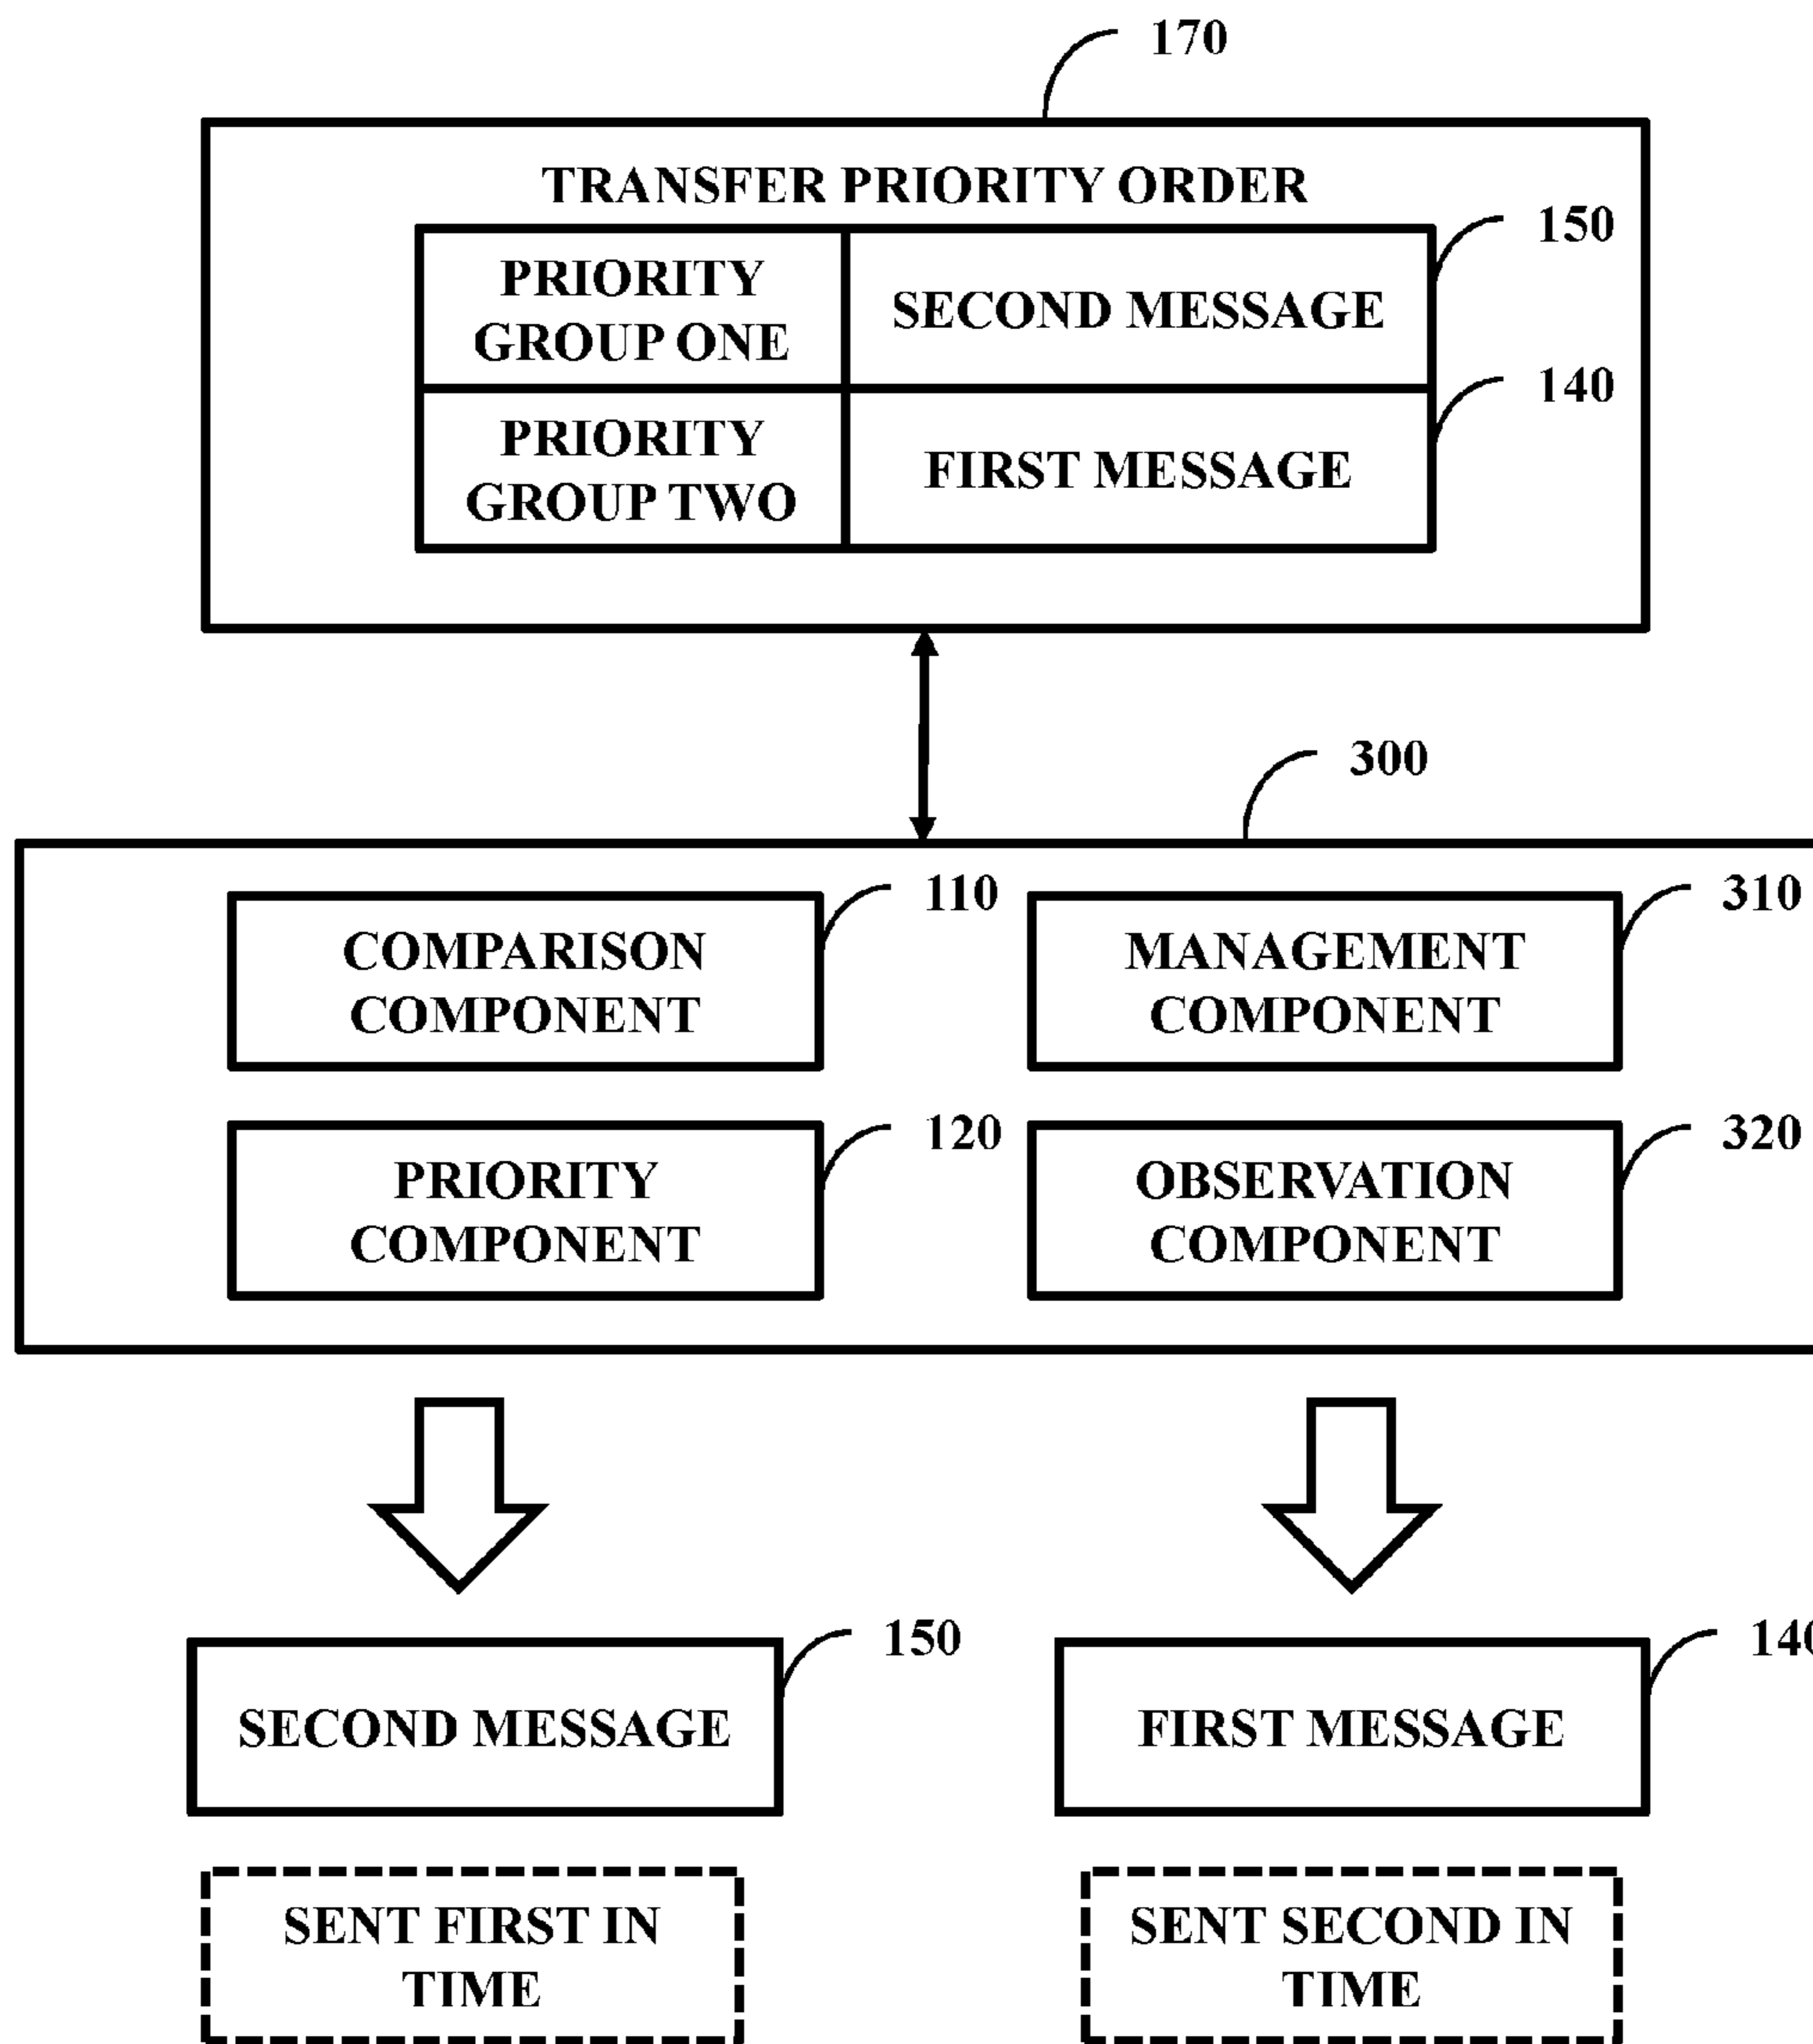 170
TRANSFER PRIORITY ORDER
150
PRIORITY
GROUP ONE
SECOND MESSAGE
140
PRIORITY
GROUP TWO
FIRST MESSAGE
300
110
310
COMPARISON
COMPONENT
MANAGEMENT
COMPONENT
120
320
PRIORITY
COMPONENT
OBSERVATION
COMPONENT
150
140
SECOND MESSAGE
FIRST MESSAGE
SENT FIRST IN
TIME
SENT SECOND IN
TIME